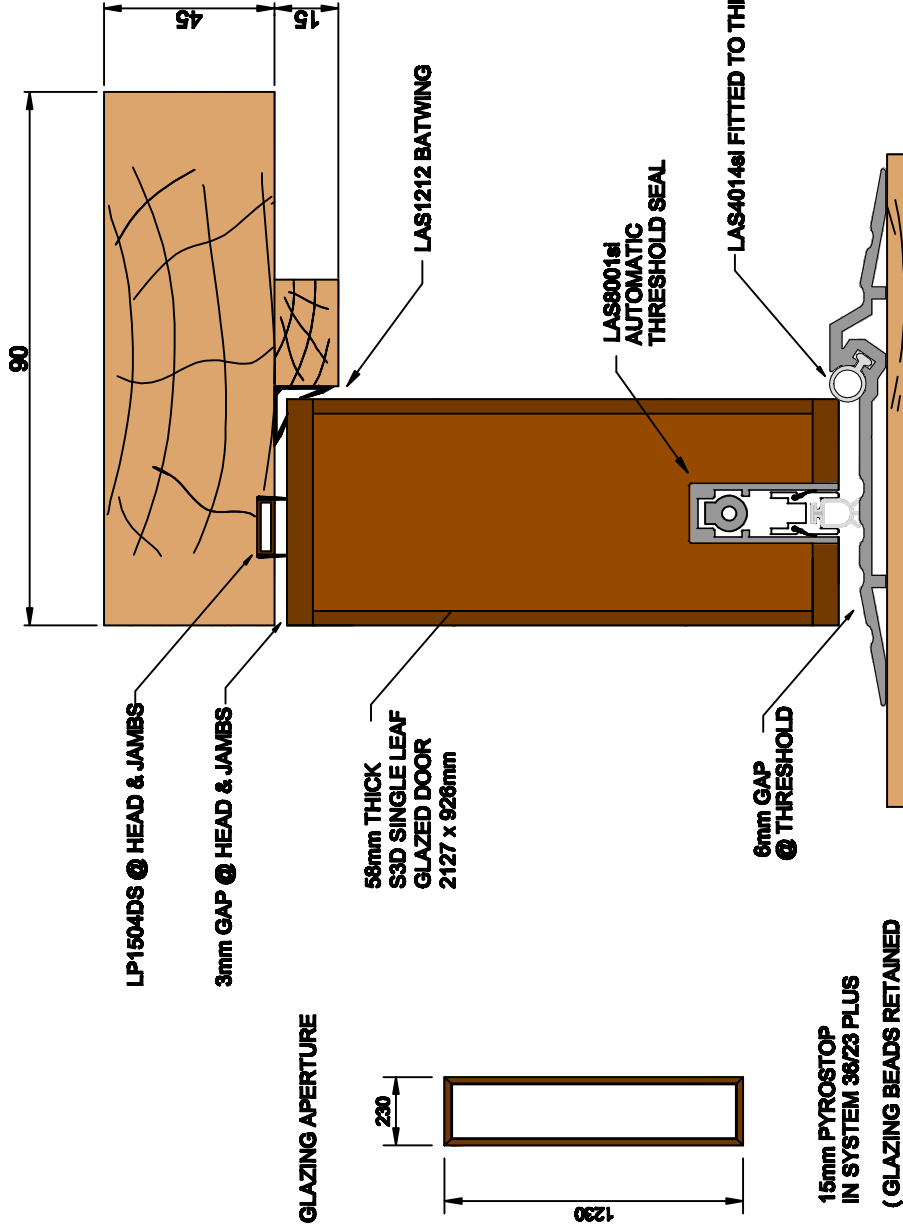 90
45
15
LP1504DS @ HEAD & JAMBS
3mm GAP @ HEAD & JAMBS
LAS1212 BATWING
58mm THICK
S3D SINGLE LEAF
GLAZED DOOR
2127 x 926mm
LAS8001si
AUTOMATIC
THRESHOLD SEAL
LAS4014si FITTED TO
6mm GAP
@ THRESHOLD
GLAZING APERTURE
230
1230
15mm PYROSTOP
IN SYSTEM 36/23 PLUS
( GLAZING BEADS RETAINED